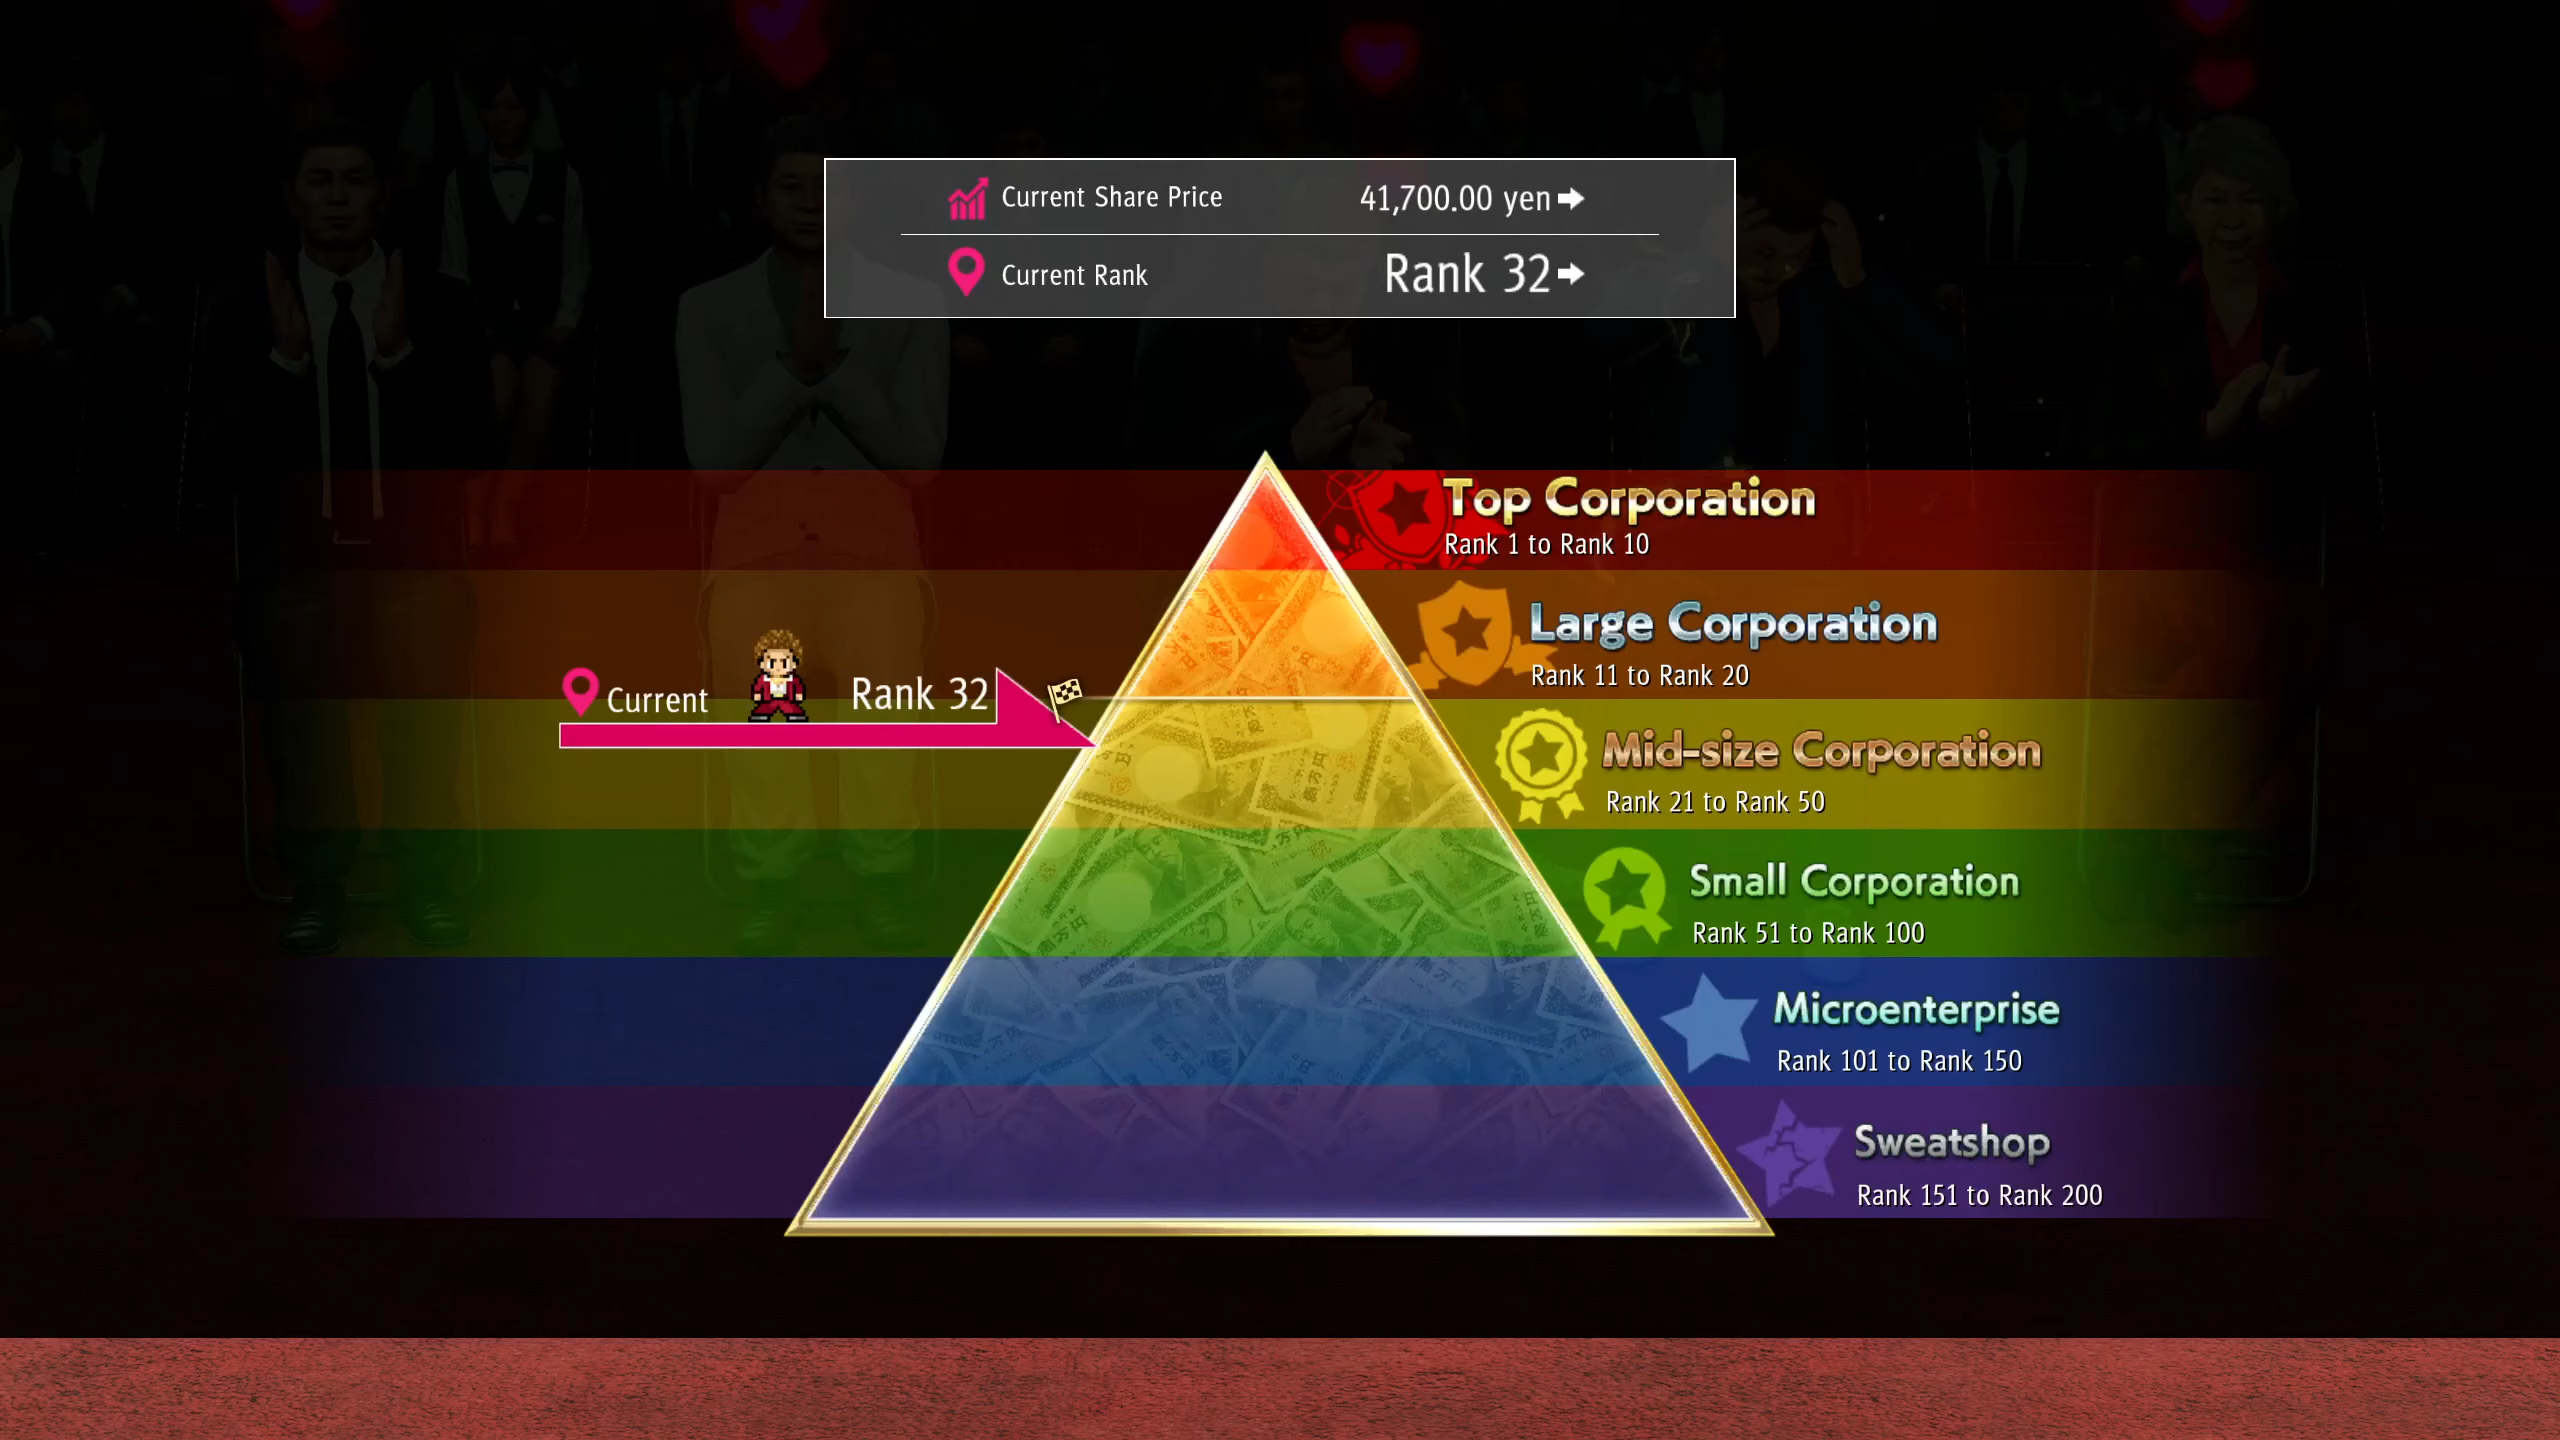 Current Share Price 41,700.00 yen
Current Rank Rank 32
Top Corporation
Rank 1 to Rank 10
Large Corporation
Rank 11 to Rank 20
Current Rank 32
Mid-size Corporation
Rank 21 to Rank 50
Small Corporation
Rank 51 to Rank 100
Microenterprise
Rank 101 to Rank 150
Sweatshop
Rank 151 to Rank 200